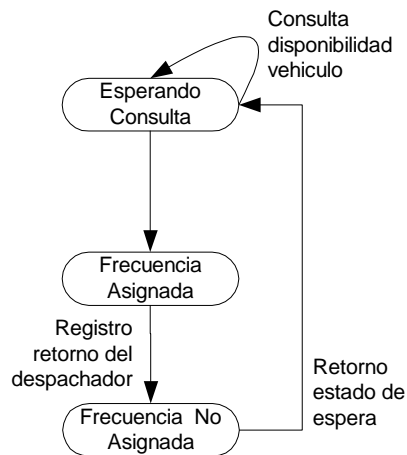 Consulta
disponibilidad
vehiculo
Esperando
Consulta
Frecuencia
Asignada
Registro
retorno del
despachador
Retorno
estado de
espera
Frecuencia No
Asignada